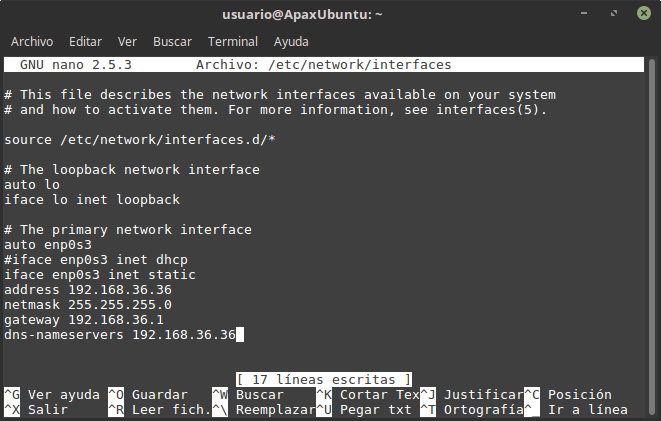 usuario@ApaxUbuntu: ~
Archivo Editar Ver Buscar Terminal Ayuda
GNU nano 2.5.3 Archivo: /etc/network/interfaces
# This file describes the network interfaces available on your system
# and how to activate them. For more information, see interfaces(5).
source /etc/network/interfaces.d/*
# The loopback network interface
auto lo
iface lo inet loopback
# The primary network interface
auto enp0s3
#iface enp0s3 inet dhcp
iface enp0s3 inet static
address 192.168.36.36
netmask 255.255.255.0
gateway 192.168.36.1
dns-nameservers 192.168.36.36
[ 17 líneas escritas ]
^G Ver ayuda ^O Guardar ^W Buscar ^K Cortar Tex^J Justificar^C Posición
^X Salir ^R Leer fich.^\ Reemplazar^U Pegar txt ^T Ortografía^_ Ir a línea